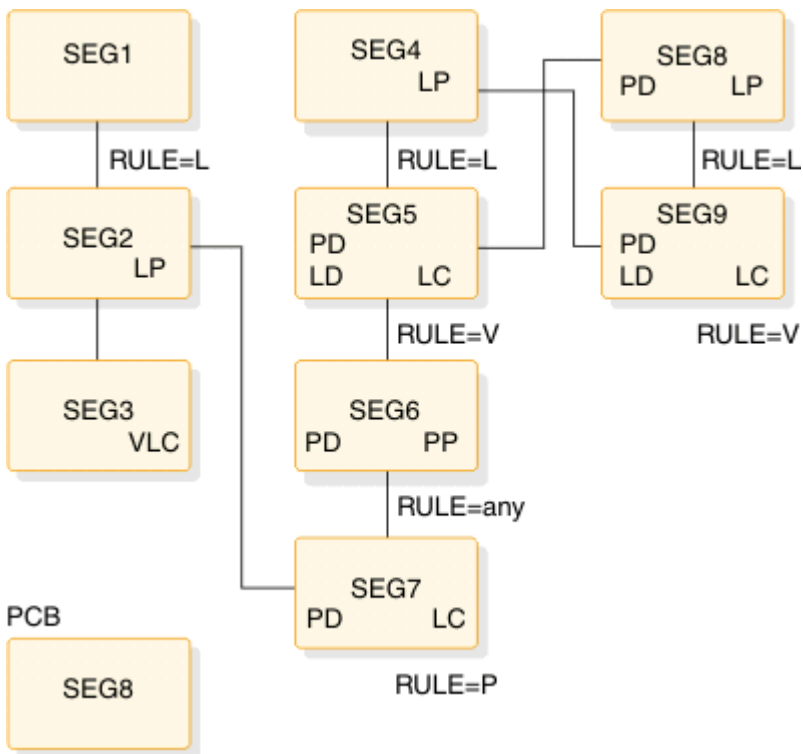 SEG1
RULE=L
SEG2
LP
SEG3
VLC
PCB
SEG8
SEG4
LP
RULE=L
SEG5
PD
LD LC
RULE=V
SEG6
PD PP
RULE=any
SEG7
PD LC
RULE=P
SEG8
PD LP
RULE=L
SEG9
PD
LD LC
RULE=V